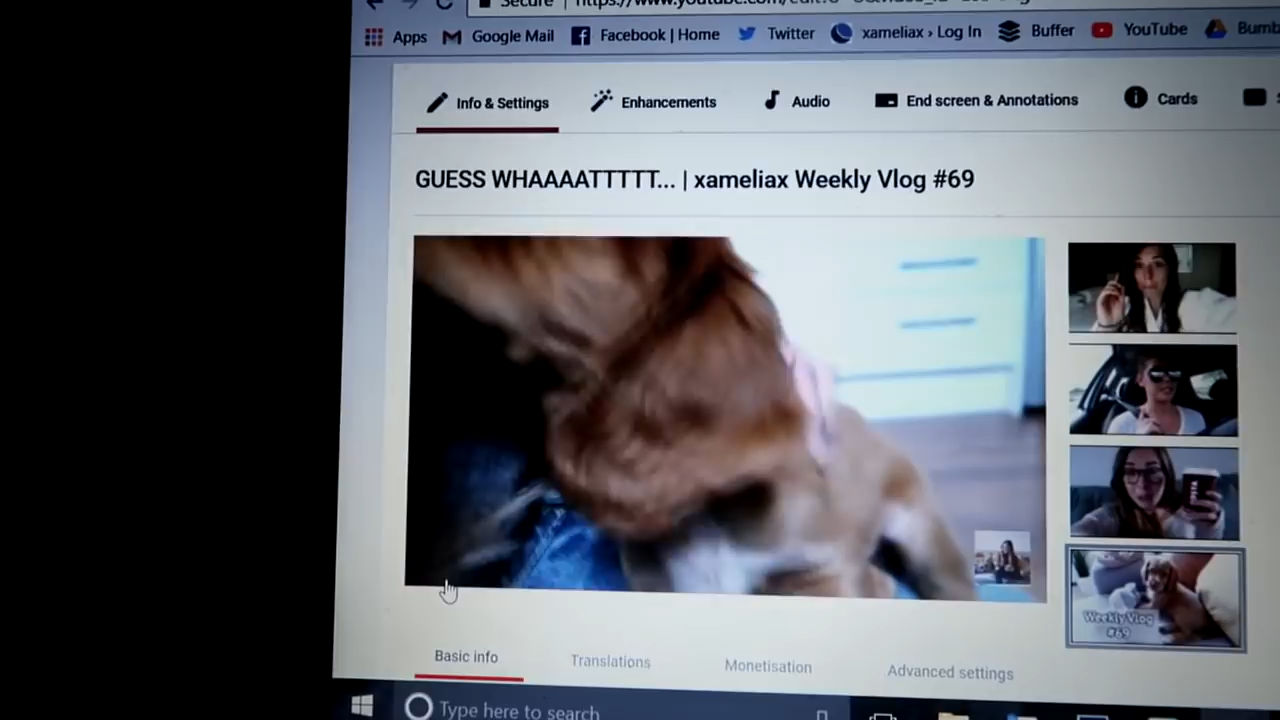 Secure | https://www.youtube.com/edit?o=
Apps Google Mail Facebook | Home Twitter xameliax › Log In Buffer YouTube
Info & Settings Enhancements Audio End screen & Annotations Cards
GUESS WHAAAATTTTT... | xameliax Weekly Vlog #69
Weekly Vlog
#69
Basic info Translations Monetisation Advanced settings
Type here to search